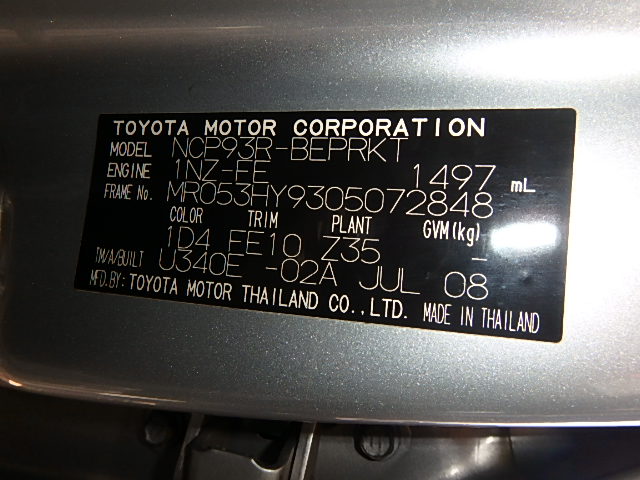 TOYOTA MOTOR CORPORATION
MODEL NCP93R-BEPRKT
ENGINE 1NZ-FE 1497 mL
FRAME No. MR053HY9305072848
COLOR TRIM PLANT GVM(kg)
1D4 FE10 Z35 -
T/M/A/BUILT U340E -02A JUL 08
MFD.BY: TOYOTA MOTOR THAILAND CO.,LTD. MADE IN THAILAND